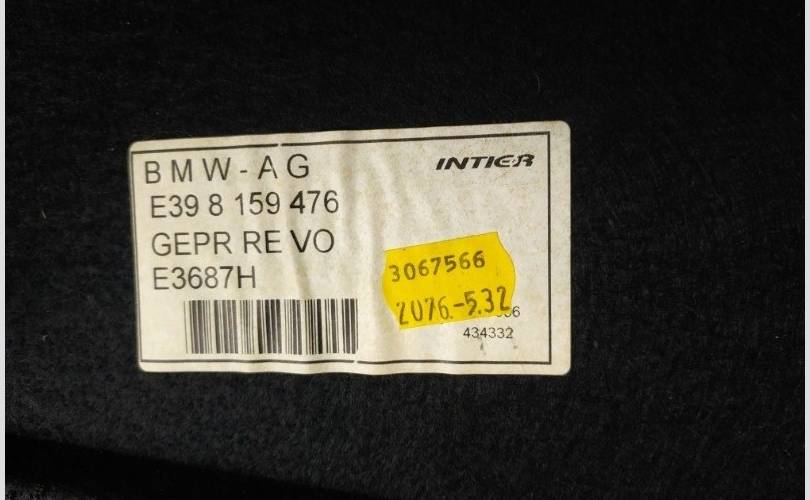 BMW-AG
INTIER
E39 8 159 476
GEPR RE VO
E3687H
3067566
2076.-5.32
434332